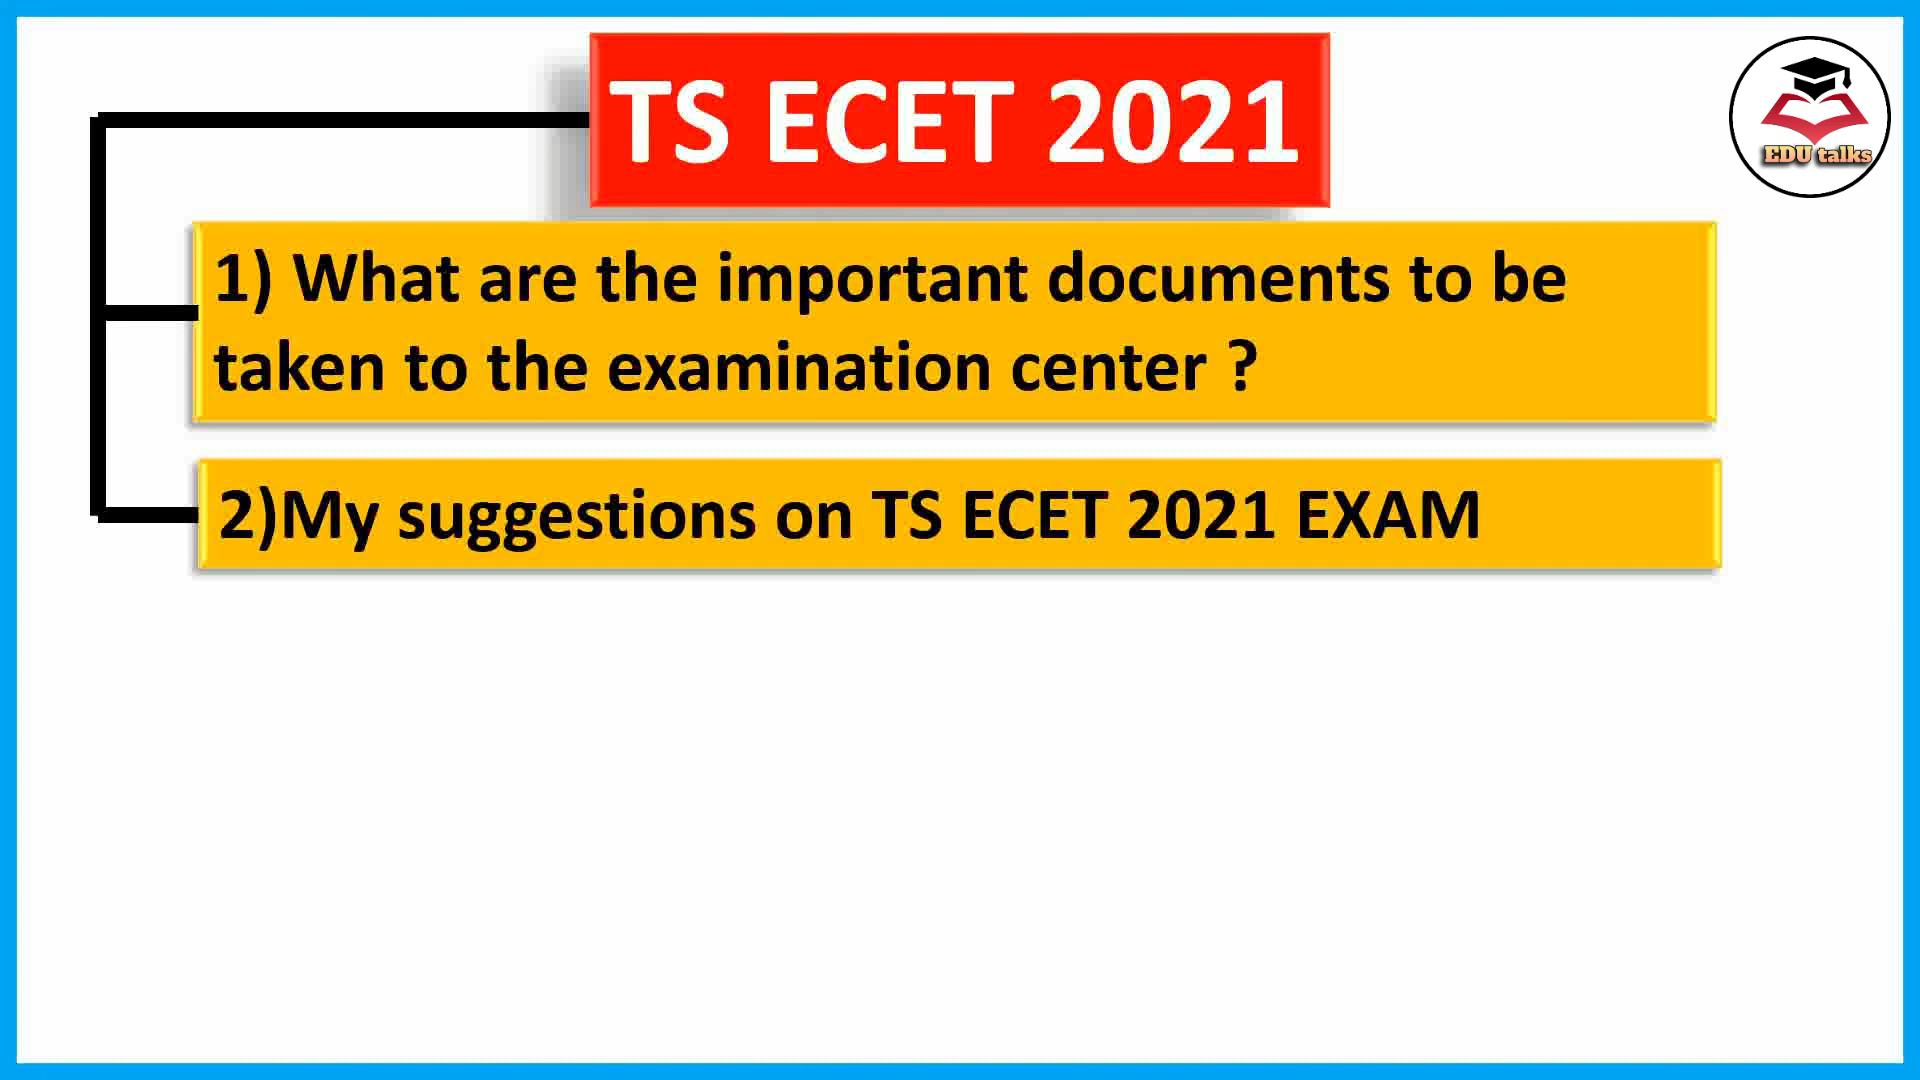 TS ECET 2021
EDU talks
1) What are the important documents to be
taken to the examination center ?
2)My suggestions on TS ECET 2021 EXAM